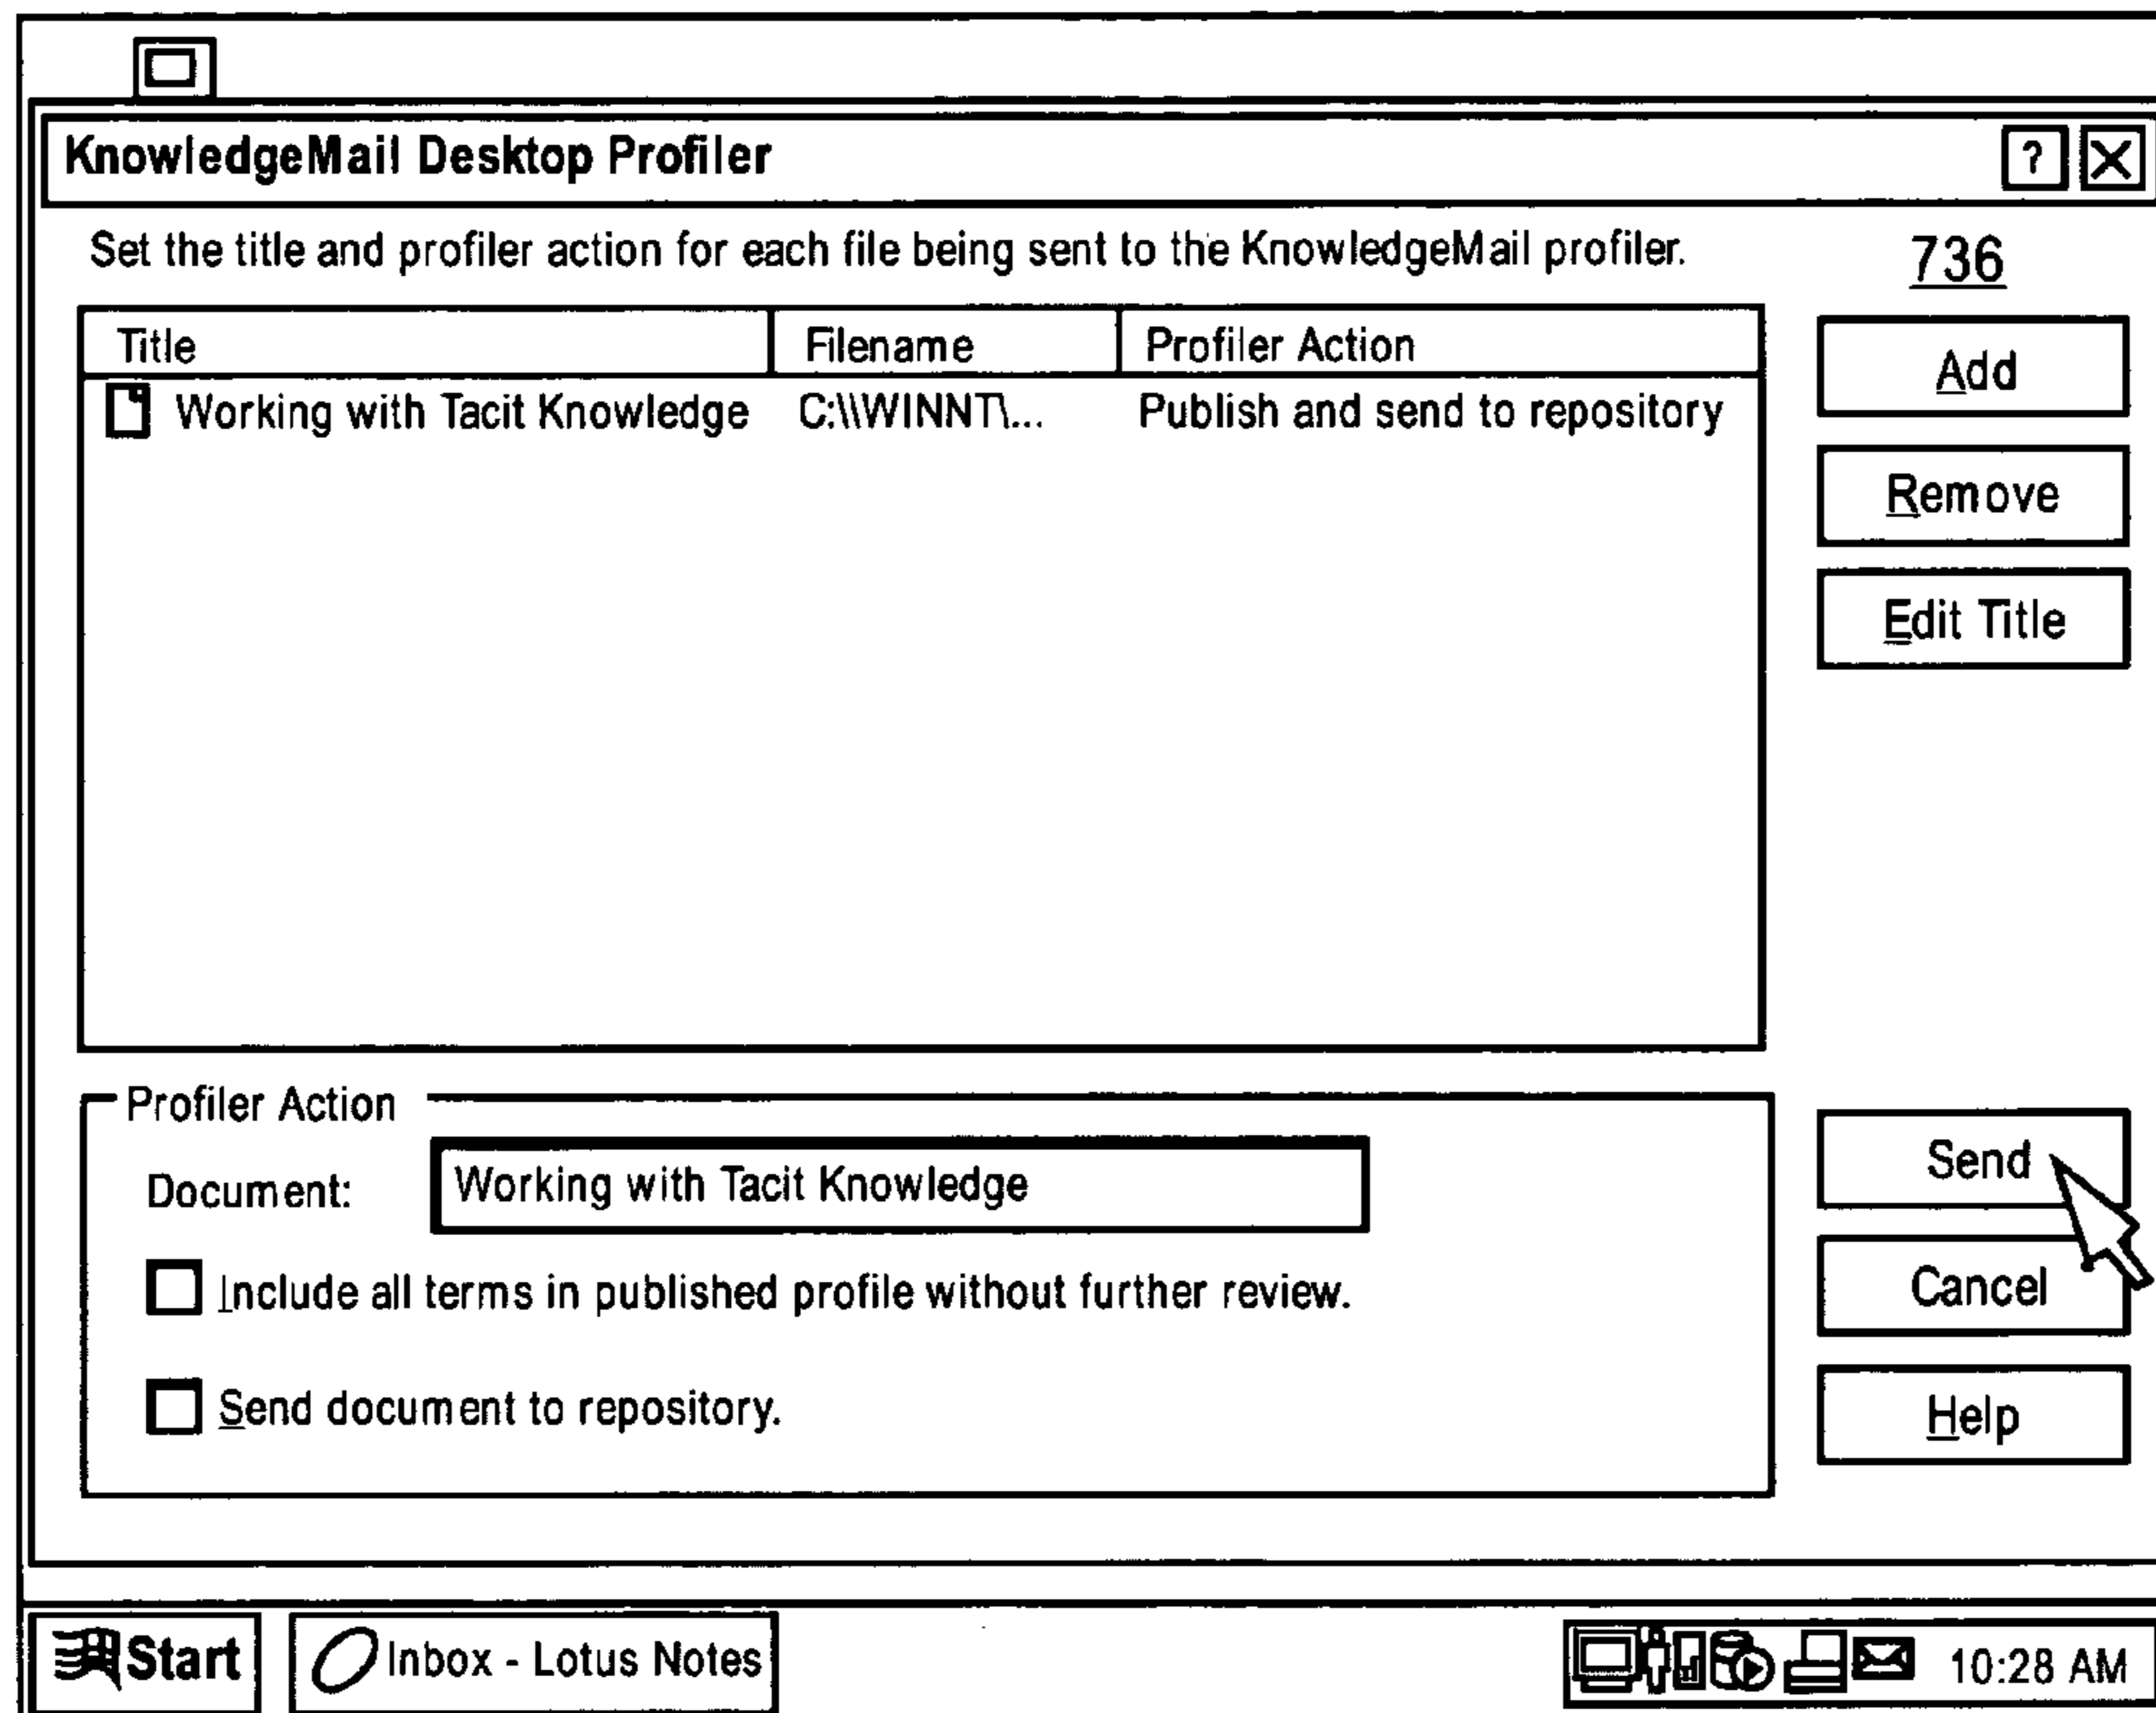 KnowledgeMail Desktop Profiler ?
Set the title and profiler action for each file being sent to the KnowledgeMail profiler.
736
Title Filename Profiler Action
Working with Tacit Knowledge C:\\WINNT\... Publish and send to repository
Add
Remove
Edit Title
Profiler Action
Document: Working with Tacit Knowledge
Include all terms in published profile without further review.
Send document to repository.
Send
Cancel
Help
Start Inbox - Lotus Notes 10:28 AM